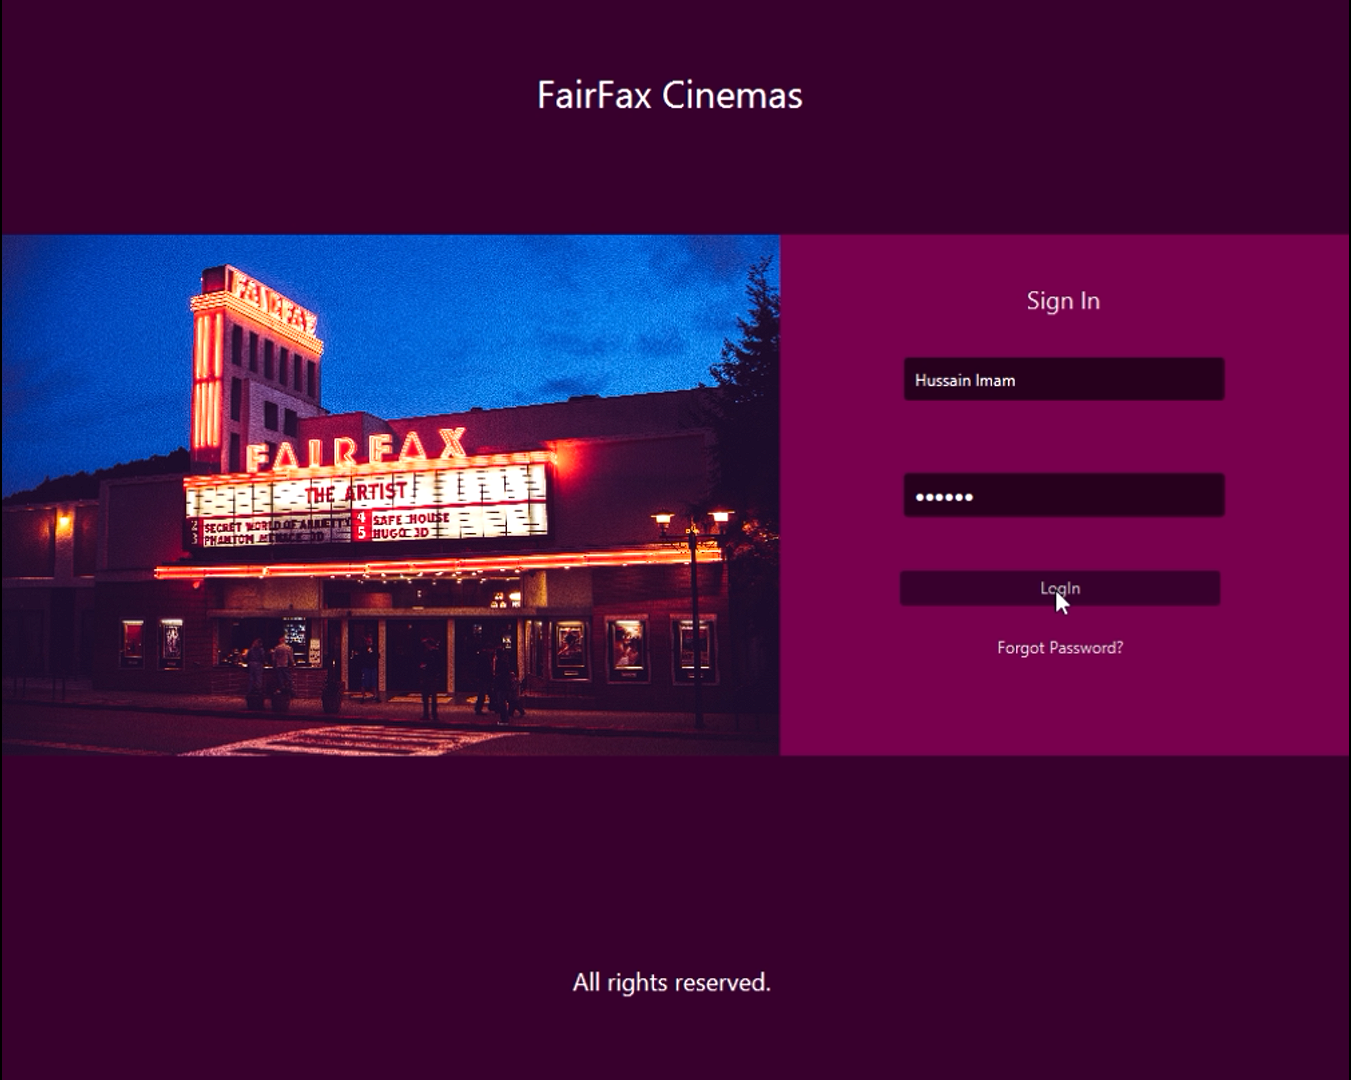 FairFax Cinemas
FAIRFAX
FAIRFAX
THE ARTIST
2 SECRET WORLD OF ARRIETTY 4 SAFE HOUSE
3 PHANTOM MENACE 3D 5 HUGO 3D
Sign In
Hussain Imam
••••••
LogIn
Forgot Password?
All rights reserved.